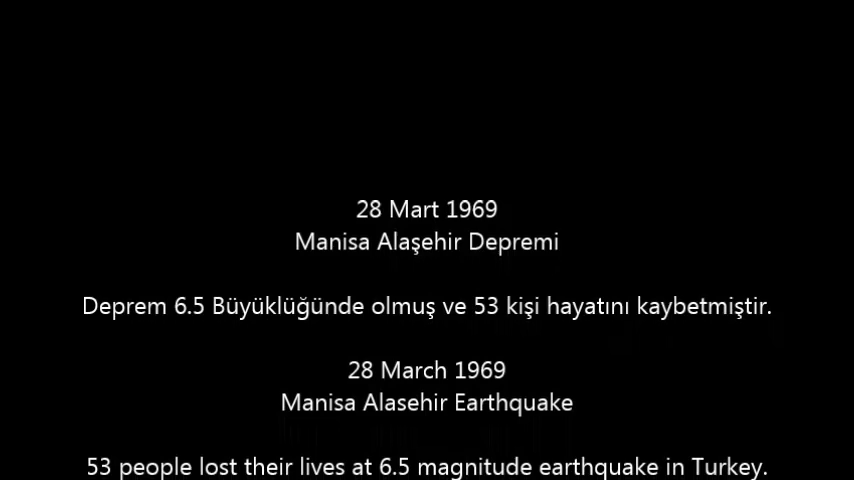 28 Mart 1969
Manisa Alaşehir Depremi
Deprem 6.5 Büyüklüğünde olmuş ve 53 kişi hayatını kaybetmiştir.
28 March 1969
Manisa Alasehir Earthquake
53 people lost their lives at 6.5 magnitude earthquake in Turkey.